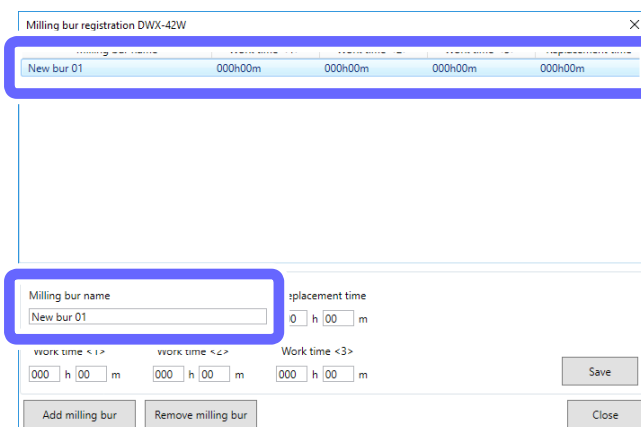 Milling bur registration DWX-42W
New bur 01 000h00m 000h00m 000h00m 000h00m
Milling bur name
New bur 01 h 00 m
Work time <1> Work time <2> Work time <3>
000 h 00 m 000 h 00 m 000 h 00 m
Save
Add milling bur Remove milling bur Close